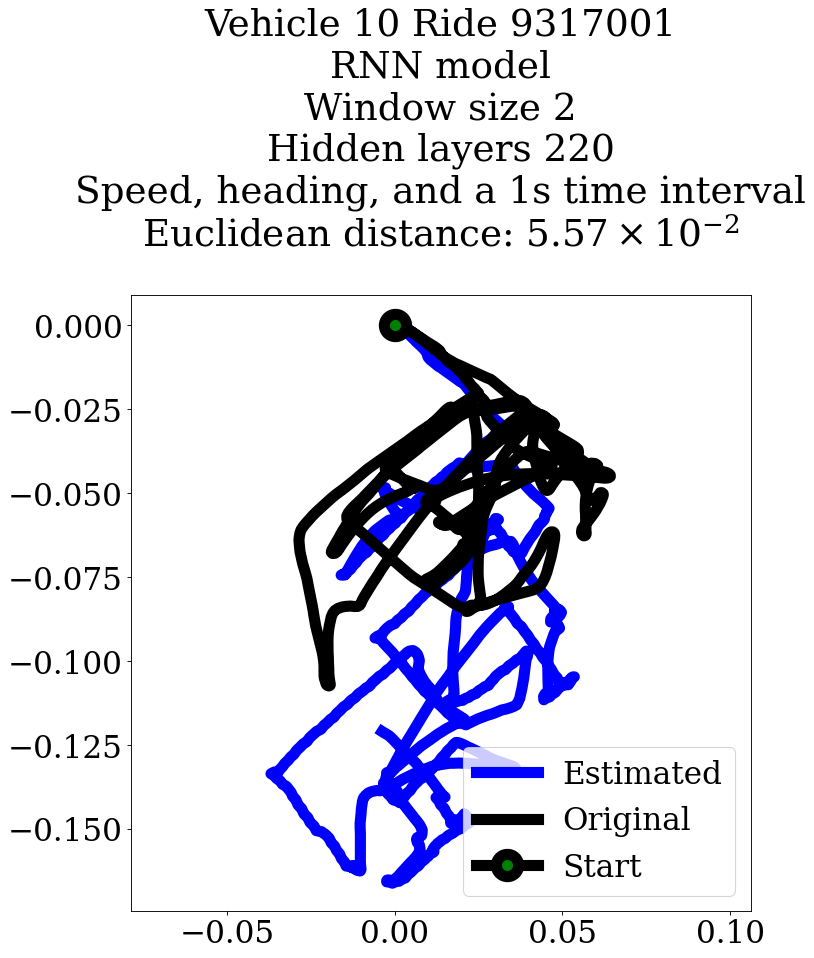 Vehicle 10 Ride 9317001
RNN model
Window size 2
Hidden layers 220
Speed, heading, and a 1s time interval
Euclidean distance: 5.57 × 10⁻²
0.000
−0.025
−0.050
−0.075
−0.100
−0.125
−0.150
Estimated
Original
Start
−0.05 0.00 0.05 0.10